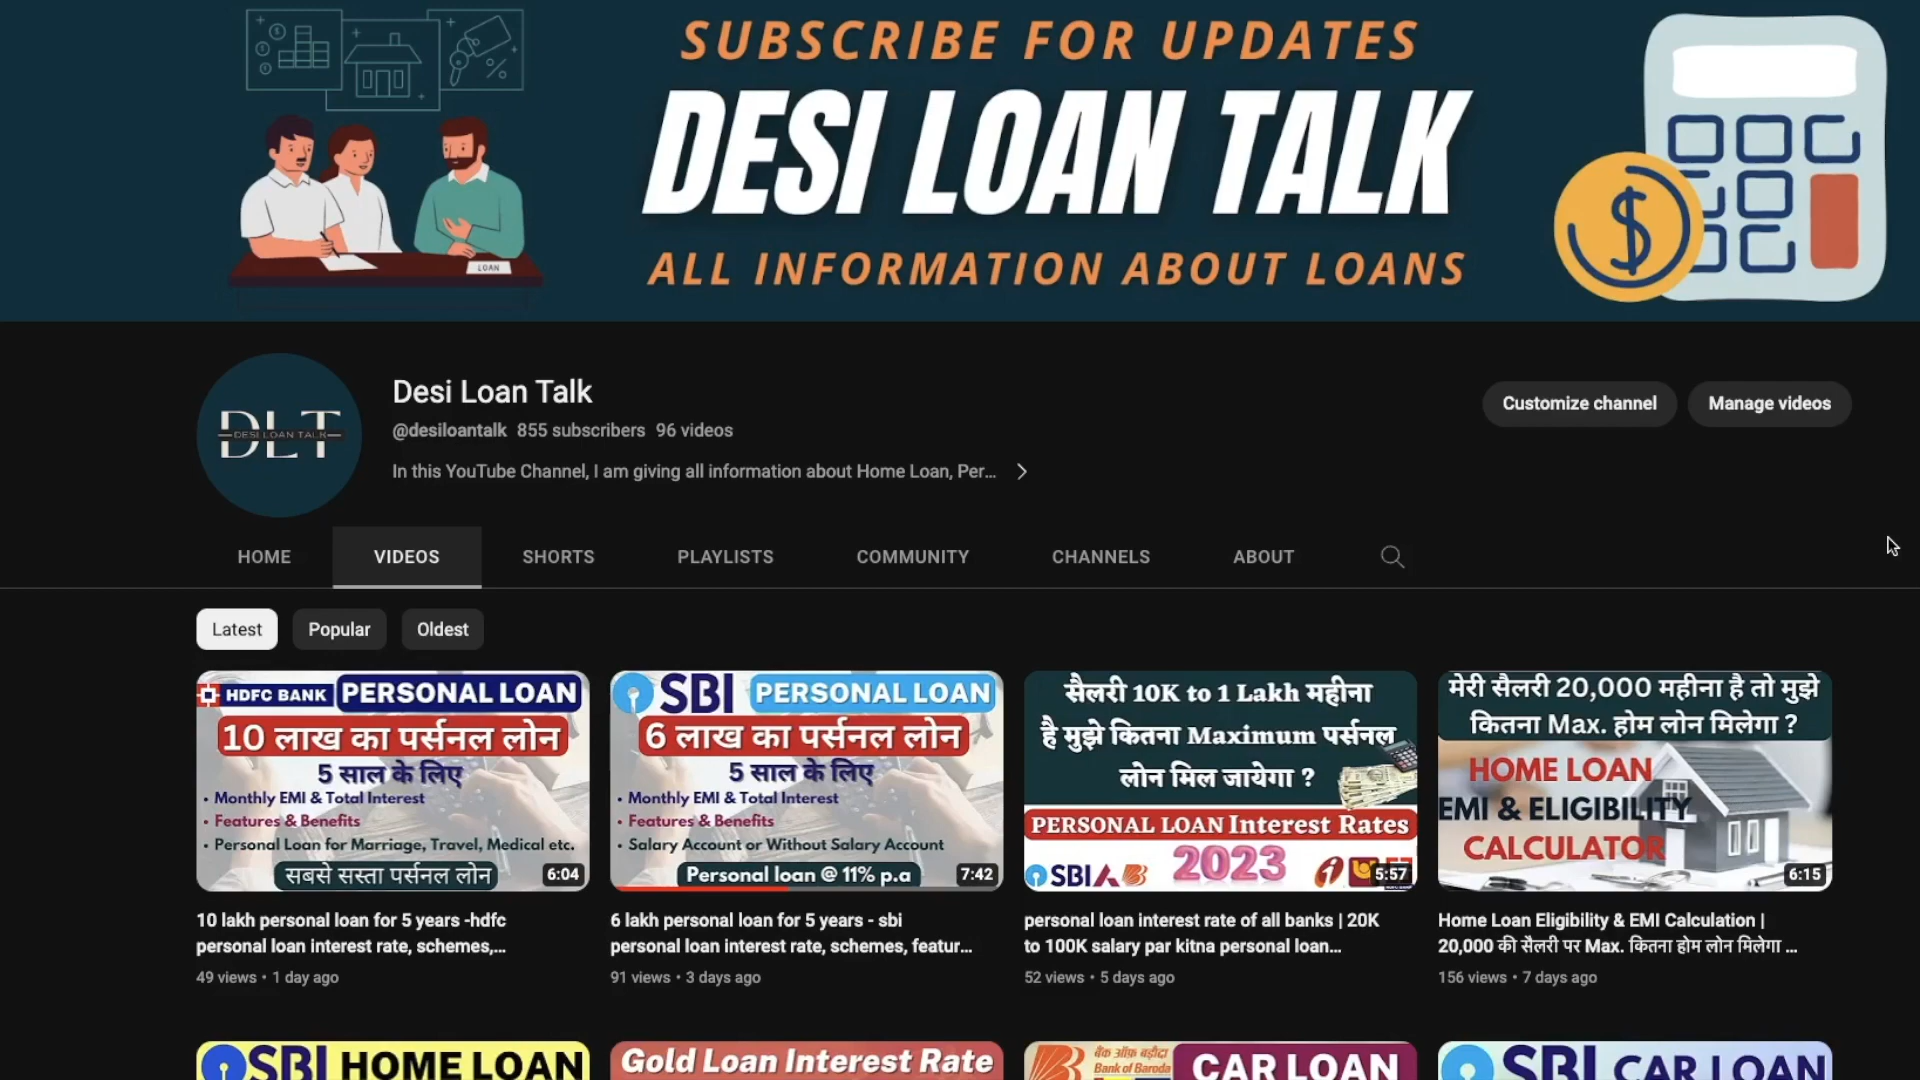 SUBSCRIBE FOR UPDATES
DESI LOAN TALK
ALL INFORMATION ABOUT LOANS
LOAN
DLT
DESI LOAN TALK
Desi Loan Talk
@desiloantalk 855 subscribers 96 videos
In this YouTube Channel, I am giving all information about Home Loan, Per...
Customize channel
Manage videos
HOME
VIDEOS
SHORTS
PLAYLISTS
COMMUNITY
CHANNELS
ABOUT
Latest
Popular
Oldest
HDFC BANK PERSONAL LOAN
10 लाख का पर्सनल लोन
5 साल के लिए
• Monthly EMI & Total Interest
• Features & Benefits
• Personal Loan for Marriage, Travel, Medical etc.
सबसे सस्ता पर्सनल लोन
6:04
10 lakh personal loan for 5 years -hdfc
personal loan interest rate, schemes,...
49 views • 1 day ago
SBI PERSONAL LOAN
6 लाख का पर्सनल लोन
5 साल के लिए
• Monthly EMI & Total Interest
• Features & Benefits
• Salary Account or Without Salary Account
Personal loan @ 11% p.a
7:42
6 lakh personal loan for 5 years - sbi
personal loan interest rate, schemes, featur...
91 views • 3 days ago
सैलरी 10K to 1 Lakh महीना
है मुझे कितना Maximum पर्सनल
लोन मिल जायेगा ?
PERSONAL LOAN Interest Rates
SBI
2023
5:57
personal loan interest rate of all banks | 20K
to 100K salary par kitna personal loan...
52 views • 5 days ago
मेरी सैलरी 20,000 महीना है तो मुझे
कितना Max. होम लोन मिलेगा ?
HOME LOAN
EMI & ELIGIBILITY
CALCULATOR
6:15
Home Loan Eligibility & EMI Calculation |
20,000 की सैलरी पर Max. कितना होम लोन मिलेगा ...
156 views • 7 days ago
SBI HOME LOAN
Gold Loan Interest Rate
बैंक ऑफ़ बड़ौदा
Bank of Baroda
CAR LOAN
SBI CAR LOAN